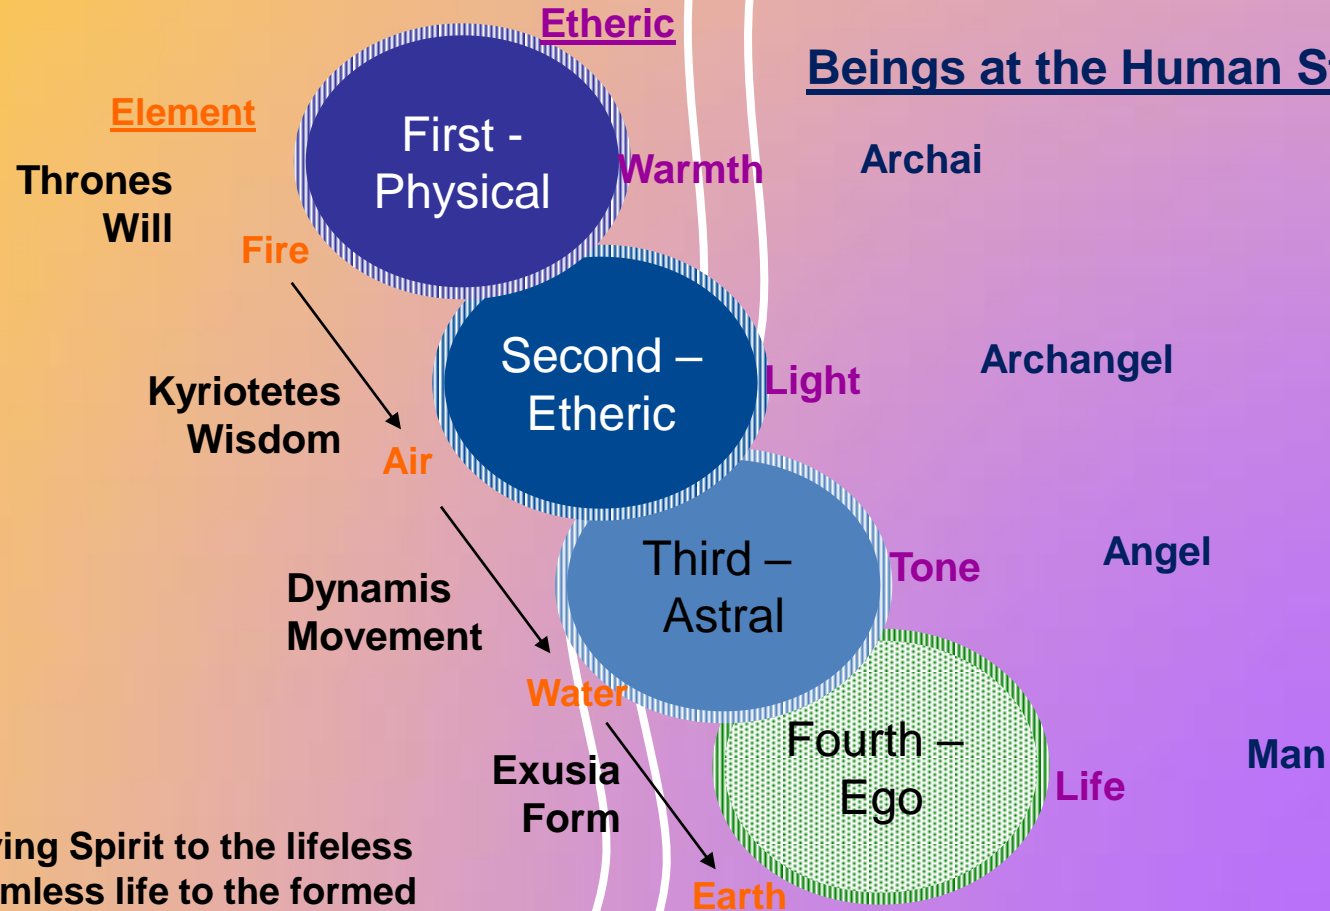 Etheric
Beings at the Human
Element
First -
Physical
Thrones
Will
Warmth
Archai
Fire
Second –
Etheric
Kyriotetes
Wisdom
Light
Archangel
Air
Third –
Astral
Dynamis
Movement
Tone
Angel
Water
Fourth –
Ego
Exusia
Form
Life
Man
Earth
Spirit to the lifeless
life to the formed